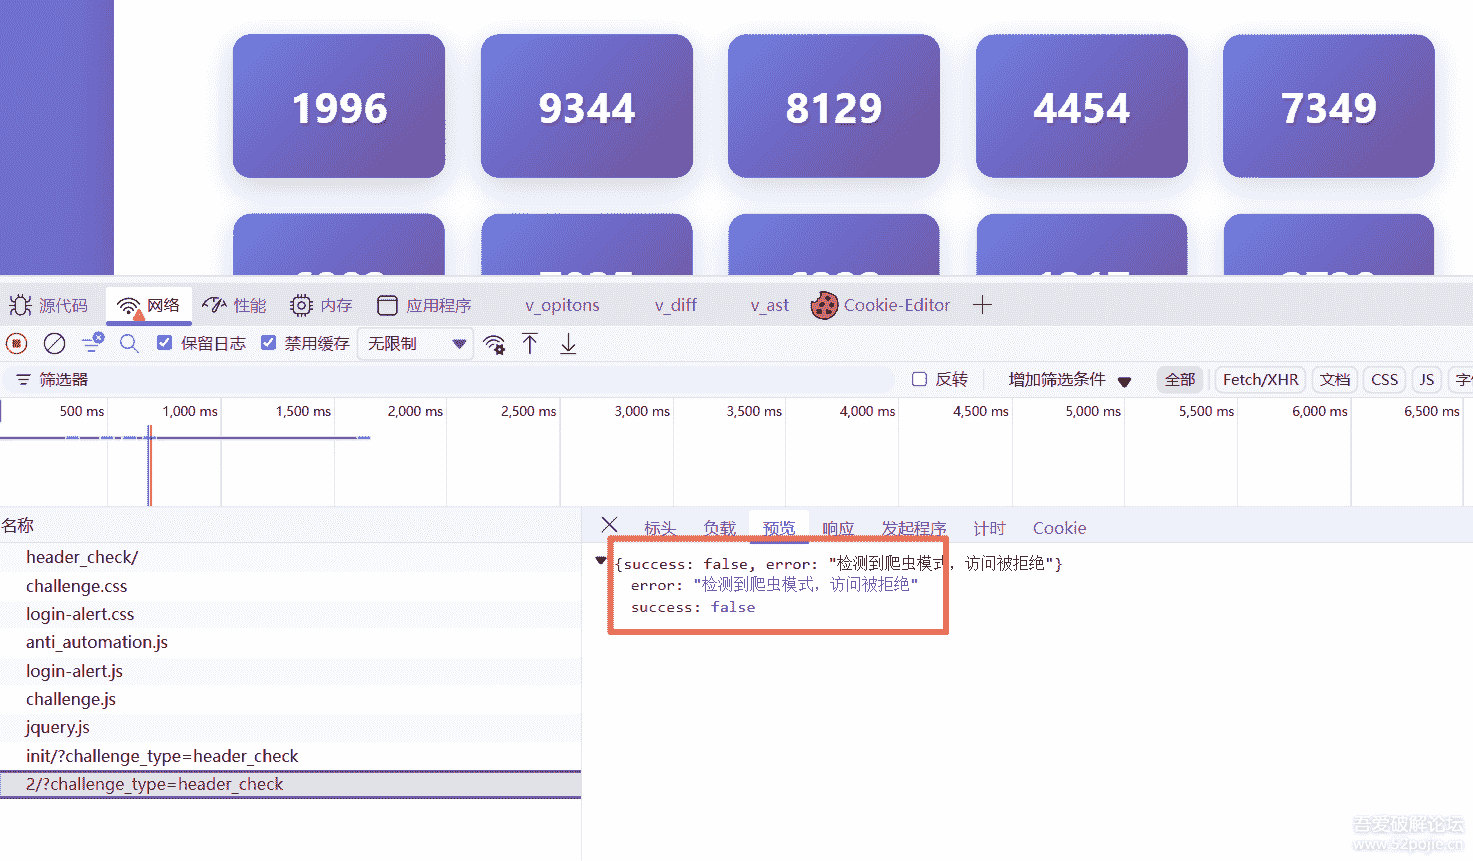 1996 9344 8129 4454 7349
源代码 网络 性能 内存 应用程序 v_opitons v_diff v_ast Cookie-Editor
保留日志 禁用缓存 无限制
筛选器 反转 增加筛选条件 全部 Fetch/XHR 文档 CSS JS
500 ms 1,000 ms 1,500 ms 2,000 ms 2,500 ms 3,000 ms 3,500 ms 4,000 ms 4,500 ms 5,000 ms 5,500 ms 6,000 ms 6,500 ms
名称
标头 负载 预览 响应 发起程序 计时 Cookie
header_check/
challenge.css
login-alert.css
anti_automation.js
login-alert.js
challenge.js
jquery.js
init/?challenge_type=header_check
2/?challenge_type=header_check
{success: false, error: "检测到爬虫模式，访问被拒绝"}
error: "检测到爬虫模式，访问被拒绝"
success: false
吾爱破解论坛
www.52pojie.cn